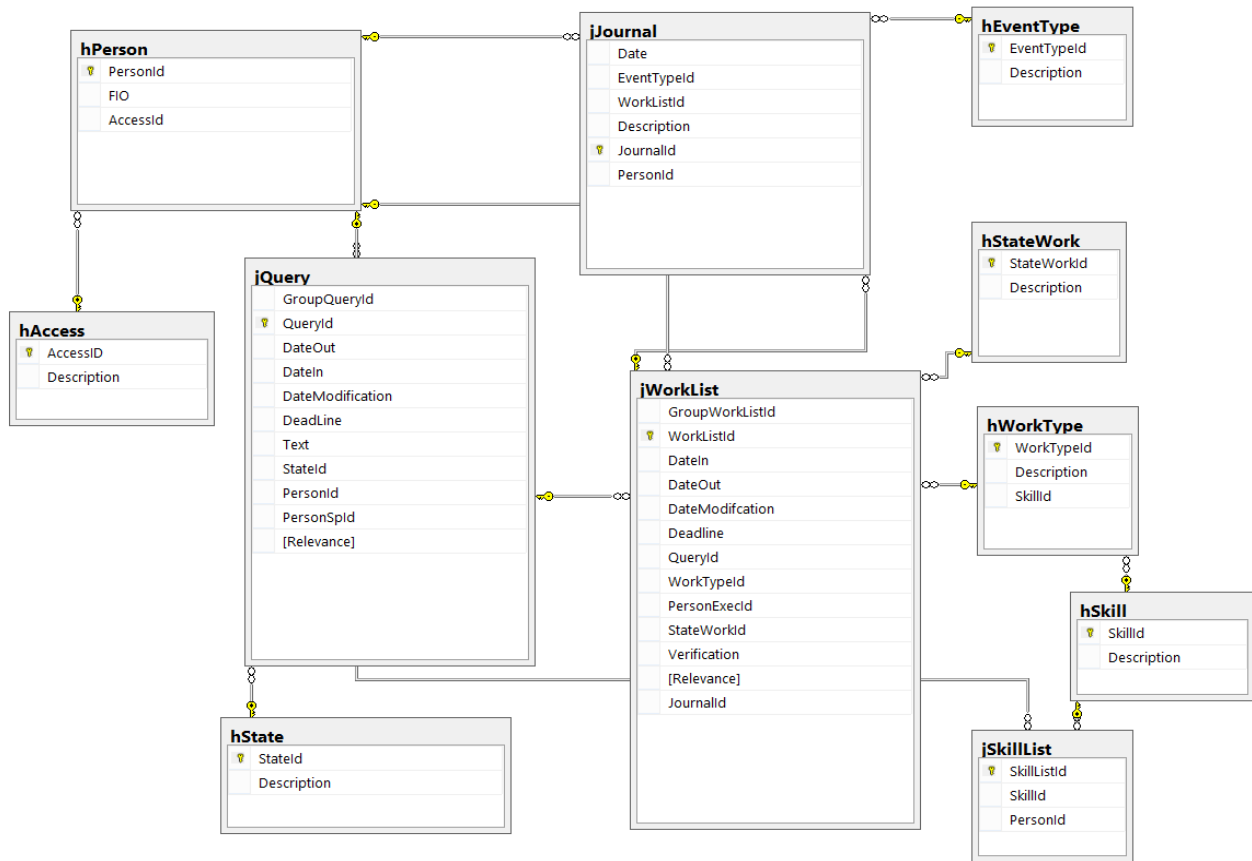 hPerson
PersonId
FIO
AccessId
jJournal
Date
EventTypeId
WorkListId
Description
JournalId
PersonId
hEventType
EventTypeId
Description
hStateWork
StateWorkId
Description
jQuery
GroupQueryId
QueryId
DateOut
DateIn
DateModification
DeadLine
Text
StateId
PersonId
PersonSpId
[Relevance]
hAccess
AccessID
Description
jWorkList
GroupWorkListId
WorkListId
DateIn
DateOut
DateModifcation
Deadline
QueryId
WorkTypeId
PersonExecId
StateWorkId
Verification
[Relevance]
JournalId
hWorkType
WorkTypeId
Description
SkillId
hSkill
SkillId
Description
hState
StateId
Description
jSkillList
SkillListId
SkillId
PersonId